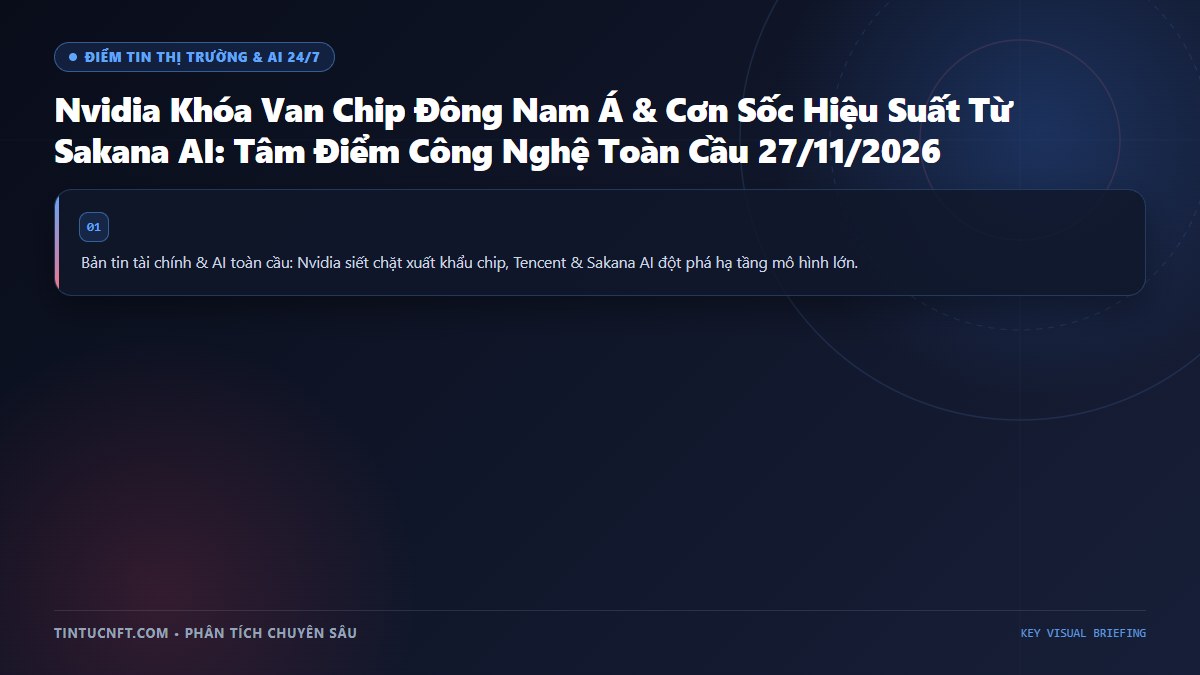 ĐIỂM TIN THỊ TRƯỜNG & AI 24/7
Nvidia Khóa Van Chip Đông Nam Á & Cơn Sốc Hiệu Suất Từ
Sakana AI: Tâm Điểm Công Nghệ Toàn Cầu 27/11/2026
01
Bản tin tài chính & AI toàn cầu: Nvidia siết chặt xuất khẩu chip, Tencent & Sakana AI đột phá hạ tầng mô hình lớn.
TINTUCNFT.COM • PHÂN TÍCH CHUYÊN SÂU
KEY VISUAL BRIEFING